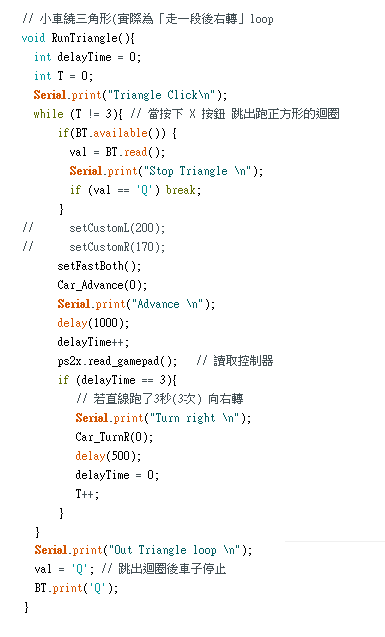 // 小車繞三角形(實際為「走一段後右轉」loop
void RunTriangle(){
  int delayTime = 0;
  int T = 0;
  Serial.print("Triangle Click\n");
  while (T != 3){ // 當按下 X 按鈕 跳出跑正方形的迴圈
      if(BT.available()) {
        val = BT.read();
        Serial.print("Stop Triangle \n");
        if (val == 'Q') break;
      }
//      setCustomL(200);
//      setCustomR(170);
      setFastBoth();
      Car_Advance(0);
      Serial.print("Advance \n");
      delay(1000);
      delayTime++;
      ps2x.read_gamepad();   // 讀取控制器
      if (delayTime == 3){
        // 若直線跑了3秒(3次) 向右轉
        Serial.print("Turn right \n");
        Car_TurnR(0);
        delay(500);
        delayTime = 0;
        T++;
      }
  }
  Serial.print("Out Triangle loop \n");
  val = 'Q'; // 跳出迴圈後車子停止
  BT.print('Q');
}